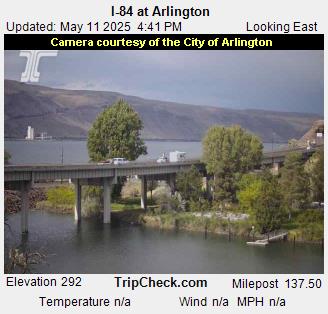 I-84 at Arlington
Updated: May 11 2025 4:41 PM Looking East
Camera courtesy of the City of Arlington
Elevation 292 TripCheck.com Milepost 137.50
Temperature n/a Wind n/a MPH n/a